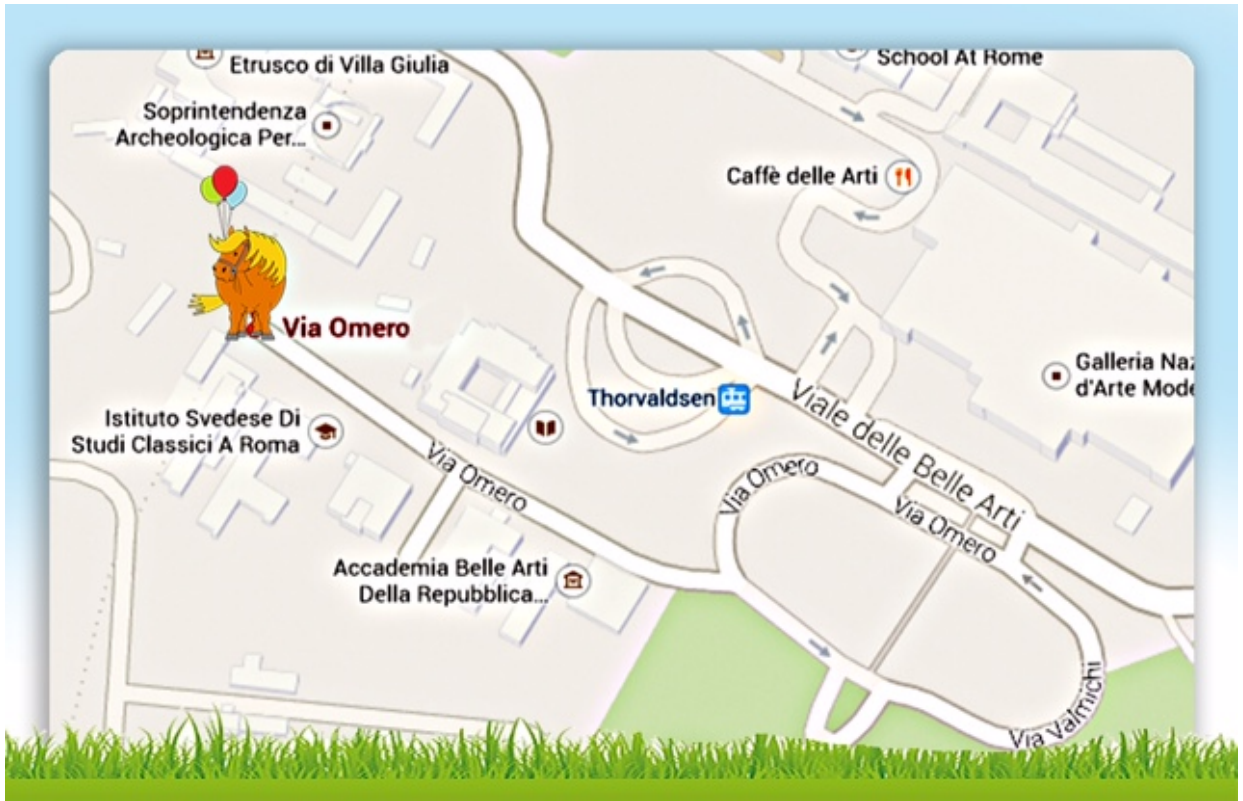 Etrusco di Villa Giulia
School At Rome
Soprintendenza
Archeologica Per...
Caffè delle Arti
Via Omero
Galleria Naz
d'Arte Mode
Thorvaldsen
Viale delle Belle Arti
Istituto Svedese Di
Studi Classici A Roma
Via Omero
Via Omero
Via Omero
Accademia Belle Arti
Della Repubblica...
Via Valmichi